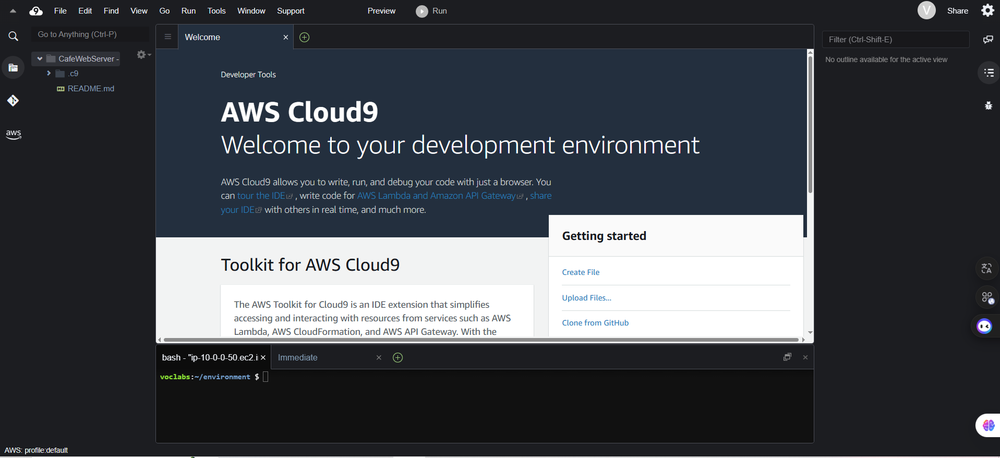 File Edit Find View Go Run Tools Window Support Preview Run V Share
Go to Anything (Ctrl-P)
CafeWebServer -
.c9
README.md
aws
Welcome
Developer Tools
AWS Cloud9
Welcome to your development environment
AWS Cloud9 allows you to write, run, and debug your code with just a browser. You
can tour the IDE, write code for AWS Lambda and Amazon API Gateway, share
your IDE with others in real time, and much more.
Toolkit for AWS Cloud9
The AWS Toolkit for Cloud9 is an IDE extension that simplifies
accessing and interacting with resources from services such as AWS
Lambda, AWS CloudFormation, and AWS API Gateway. With the
Getting started
Create File
Upload Files...
Clone from GitHub
Filter (Ctrl-Shift-E)
No outline available for the active view
bash - "ip-10-0-0-50.ec2.i
Immediate
voclabs:~/environment $
AWS: profile:default